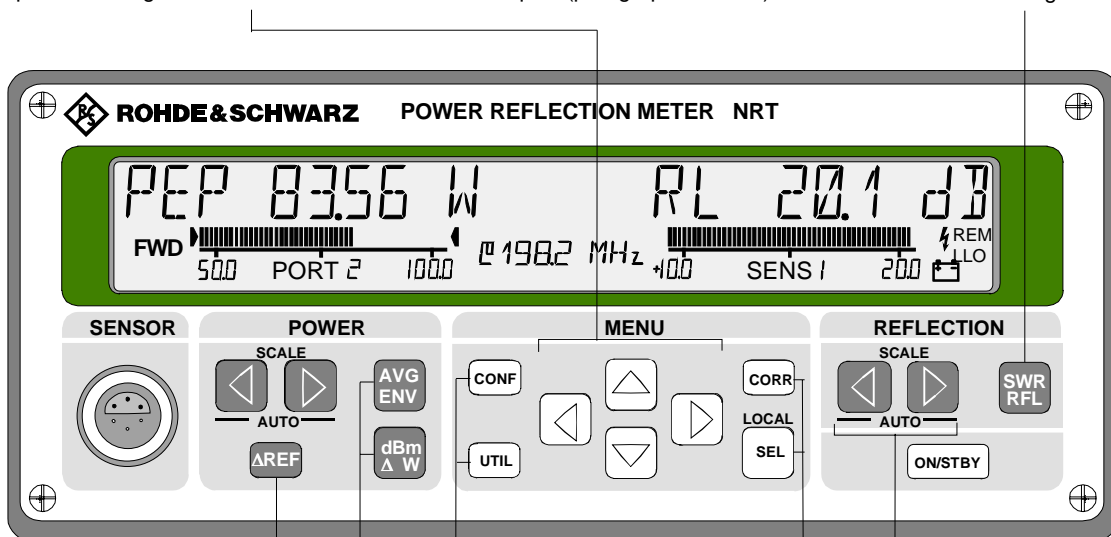 ROHDE&SCHWARZ POWER REFLECTION METER NRT
PEP 83.56 W RL 20.1 dB
FWD REM
LLO
50.0 PORT 2 100.0 @ 198.2 MHz +10.0 SENS 1 20.0
SENSOR POWER MENU REFLECTION
SCALE SCALE
AVG
ENV
CONF CORR SWR
RFL
AUTO LOCAL AUTO
ΔREF dBm
Δ W
UTIL SEL ON/STBY